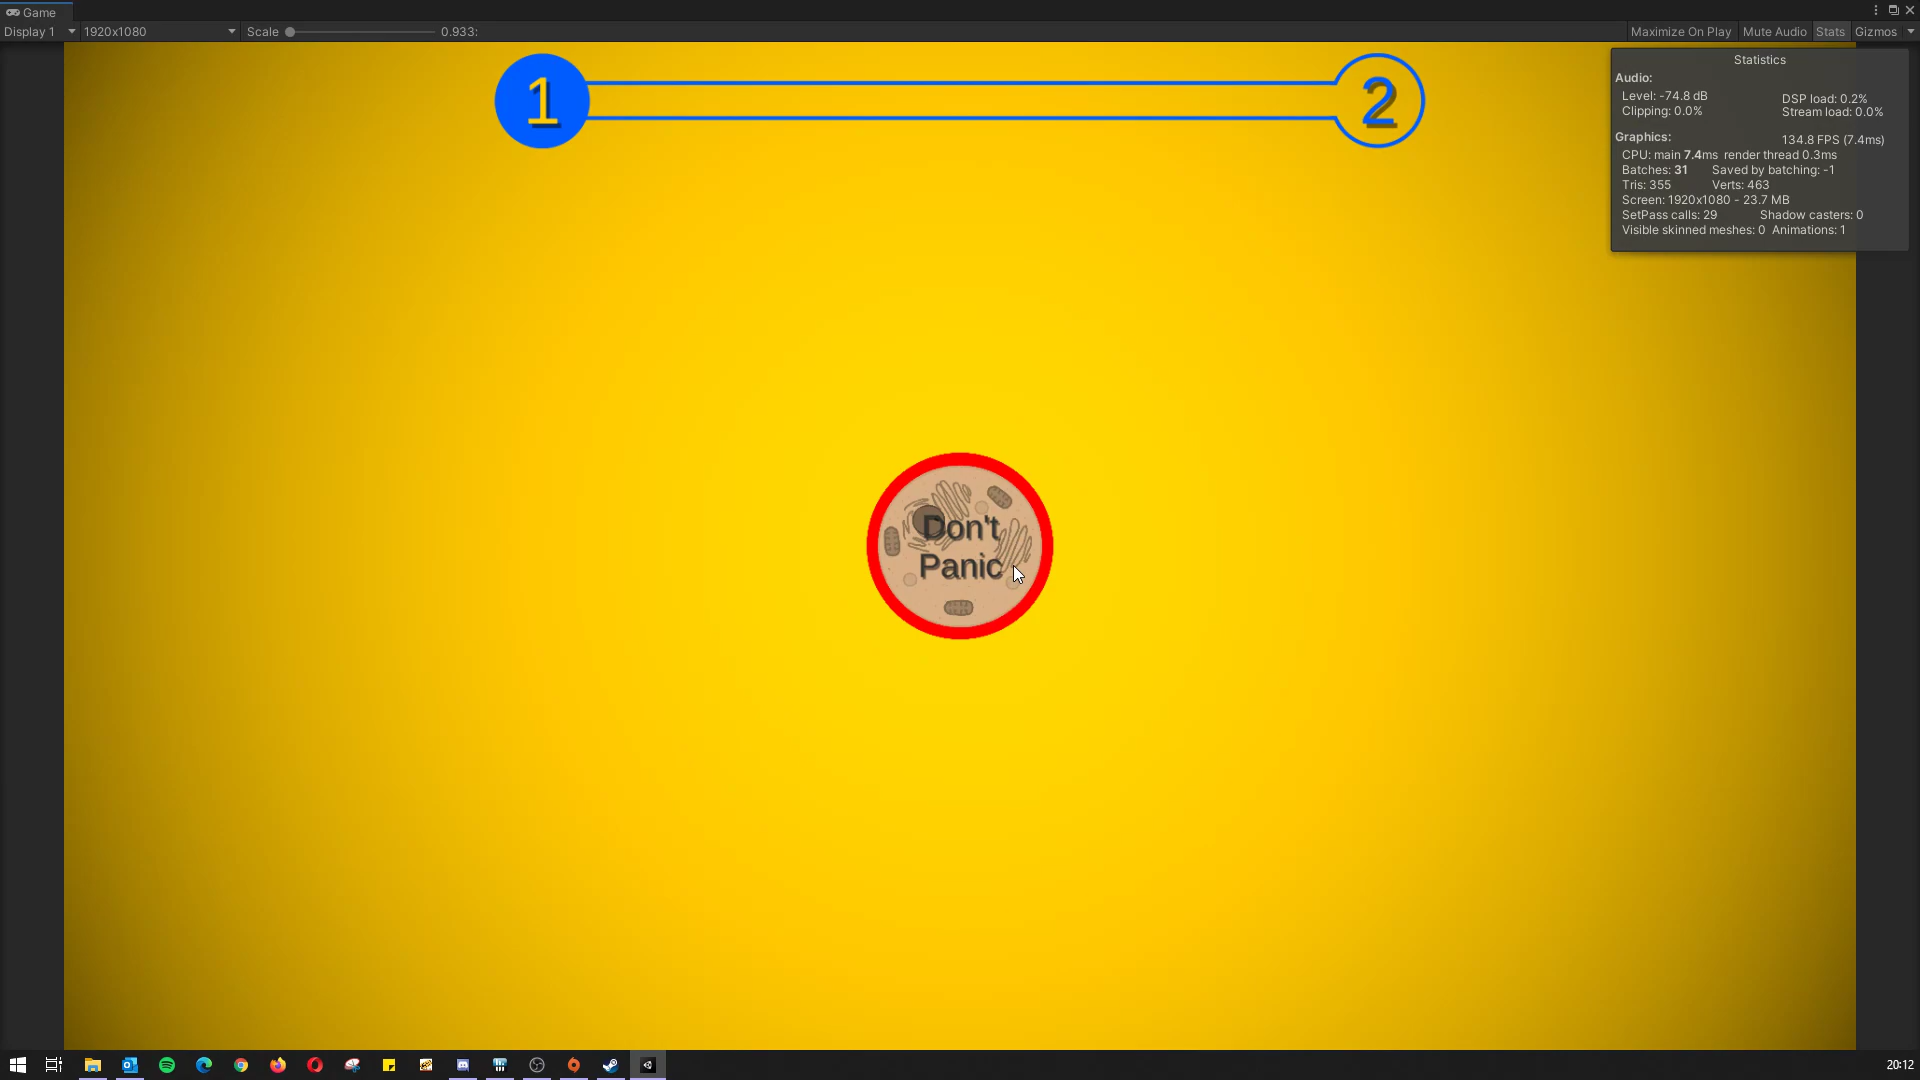 Game
Display 1 1920x1080 Scale 0.933: Maximize On Play Mute Audio Stats Gizmos
1 2
Statistics
Audio:
Level: -74.8 dB DSP load: 0.2%
Clipping: 0.0% Stream load: 0.0%
Graphics: 134.8 FPS (7.4ms)
CPU: main 7.4ms render thread 0.3ms
Batches: 31 Saved by batching: -1
Tris: 355 Verts: 463
Screen: 1920x1080 - 23.7 MB
SetPass calls: 29 Shadow casters: 0
Visible skinned meshes: 0 Animations: 1
Don't
Panic
20:12